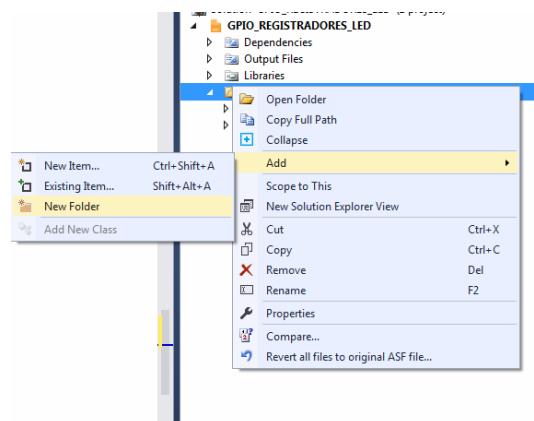 GPIO_REGISTRADORES_LED
Dependencies
Output Files
Libraries
Open Folder
Copy Full Path
Collapse
Add
Scope to This
New Solution Explorer View
Cut Ctrl+X
Copy Ctrl+C
Remove Del
Rename F2
Properties
Compare...
Revert all files to original ASF file...
New Item... Ctrl+Shift+A
Existing Item... Shift+Alt+A
New Folder
Add New Class